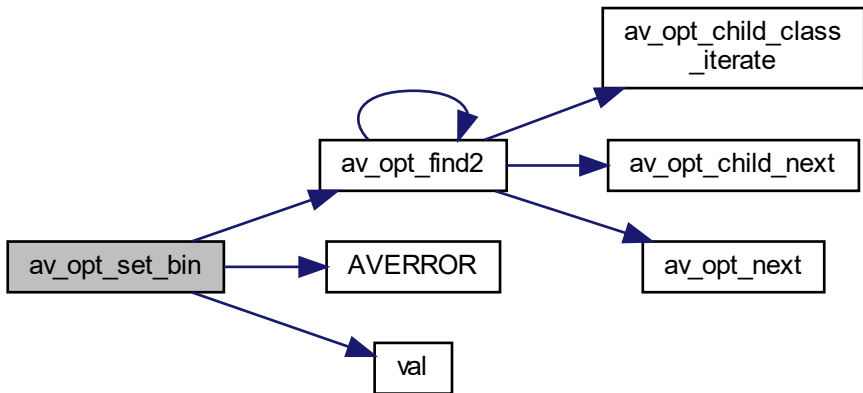 av_opt_child_class
_iterate
av_opt_find2
av_opt_child_next
av_opt_set_bin
AVERROR
av_opt_next
val